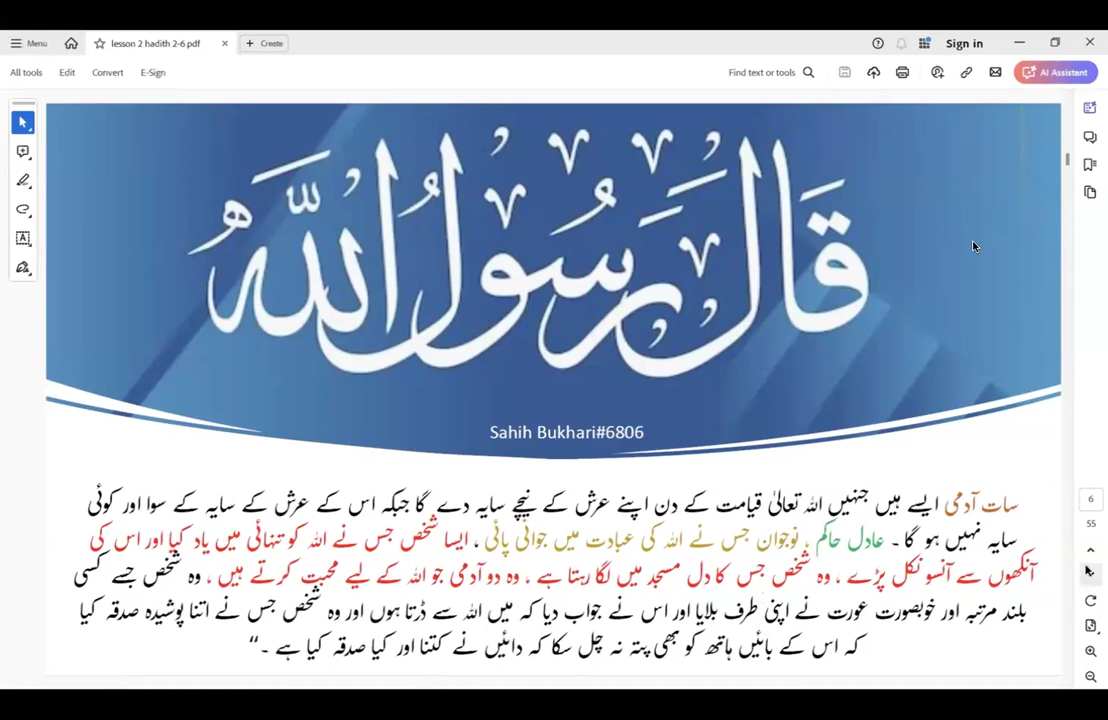 Menu
lesson 2 hadith 2-6.pdf
Create
Sign in
All tools
Edit
Convert
E-Sign
Find text or tools
AI Assistant
قَالَ رَسُولُ اللّٰهِ
Sahih Bukhari#6806
سات آدمی ایسے ہیں جنہیں اللہ تعالیٰ قیامت کے دن اپنے عرش کے نیچے سایہ دے گا جبکہ اس کے عرش کے سایہ کے سوا اور کوئی
سایہ نہیں ہو گا ۔ عادل حاکم ، نوجوان جس نے اللہ کی عبادت میں جوانی پائی ، ایسا شخص جس نے اللہ کو تنہائی میں یاد کیا اور اس کی
آنکھوں سے آنسو نکل پڑے ، وہ شخص جس کا دل مسجد میں لگا رہتا ہے ، وہ دو آدمی جو اللہ کے لیے محبت کرتے ہیں ، وہ شخص جسے کسی
بلند مرتبہ اور خوبصورت عورت نے اپنی طرف بلایا اور اس نے جواب دیا کہ میں اللہ سے ڈرتا ہوں اور وہ شخص جس نے اتنا پوشیدہ صدقہ کیا
کہ اس کے بائیں ہاتھ کو بھی پتہ نہ چل سکا کہ دائیں نے کتنا اور کیا صدقہ کیا ہے ۔“
6
55